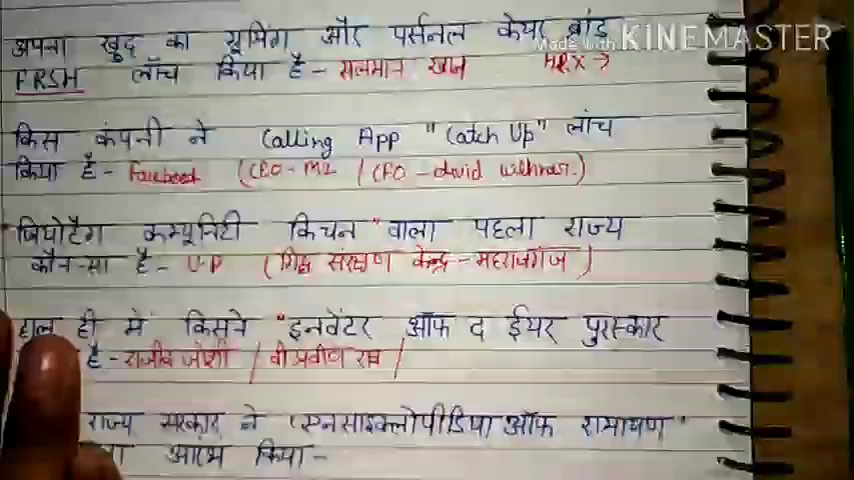 अपना खुद का ग्रूमिंग और पर्सनल केयर ब्रांड
Made with KINEMASTER
FRSH लॉंच किया है - सलमान खान HRX →
किस कंपनी ने Calling App "Catch Up" लांच
किया है - Facebook (CEO - MZ / CFO - david wehner)
जियोटैग कम्यूनिटी किचन "वाला पहला राज्य
कौन-सा है - U.P (गिद्ध संरक्षण केन्द्र - महाराजगंज)
हाल ही में किसने "इनवेंटर ऑफ द ईयर पुरस्कार
है - राजीव जोशी / वी प्रवीण राव /
राज्य सरकार ने 'एनसाइक्लोपीडिया ऑफ रामायण"
आरंभ किया -